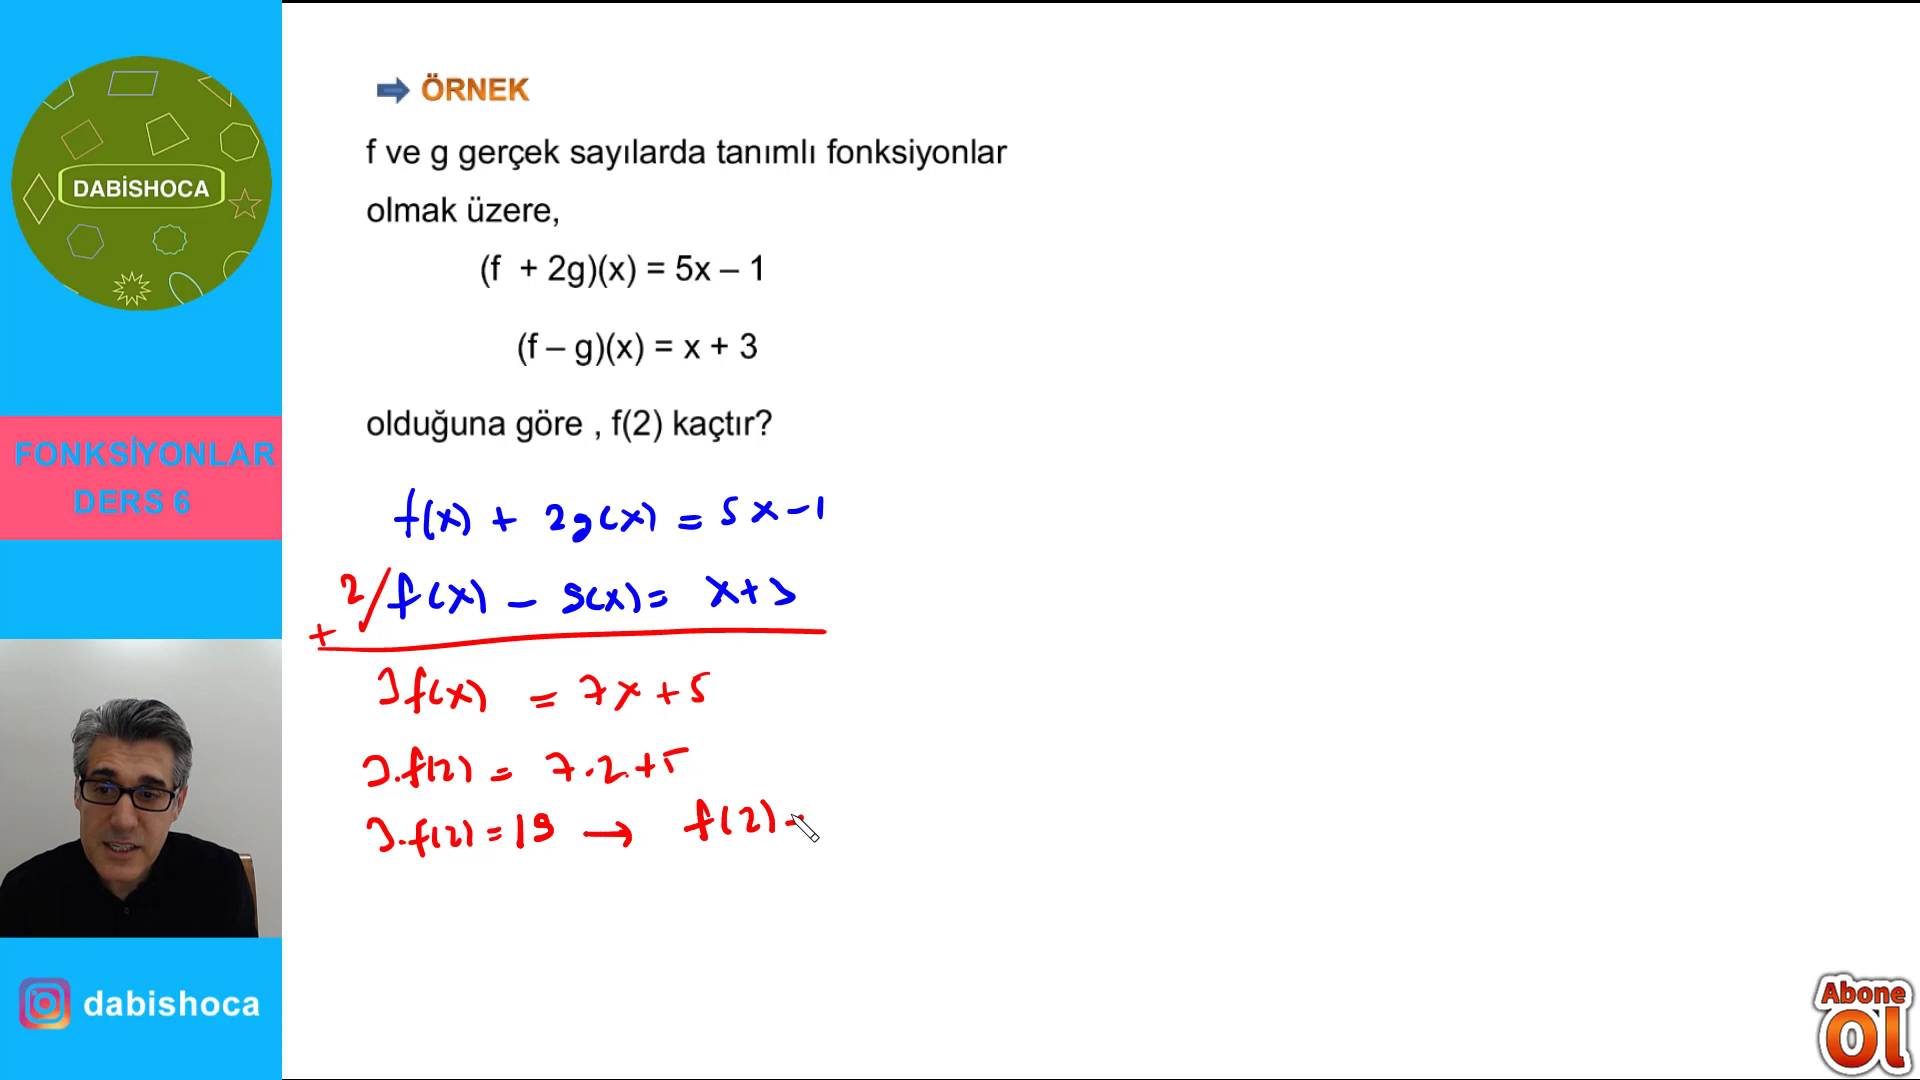 DABİSHOCA
FONKSİYONLAR
DERS 6
dabishoca
ÖRNEK
f ve g gerçek sayılarda tanımlı fonksiyonlar
olmak üzere,
(f + 2g)(x) = 5x – 1
(f – g)(x) = x + 3
olduğuna göre , f(2) kaçtır?
f(x) + 2g(x) = 5x-1
2/ f(x) - g(x) = x+3
+
3f(x) = 7x+5
3.f(2) = 7.2+5
3.f(2) = 19 → f(2) =
Abone
Ol